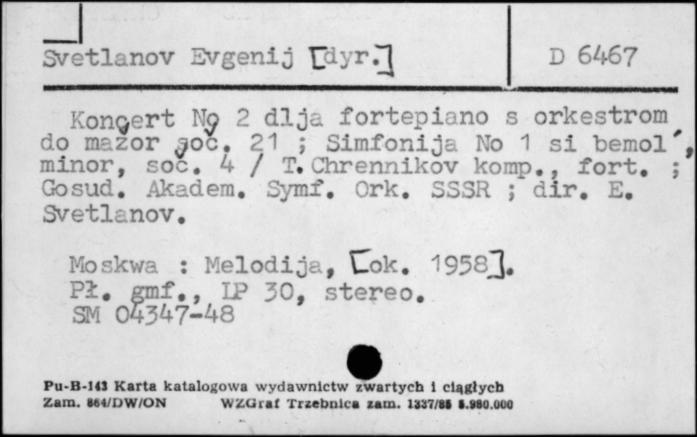 Svetlanov Evgenij [dyr.]
D 6467
Koncert No 2 dlja fortepiano s orkestrom
do mažor soč. 21 ; Simfonija No 1 si bemol',
minor, soč. 4 / T. Chrennikov komp., fort. ;
Gosud. Akadem. Symf. Ork. SSSR ; dir. E.
Svetlanov.
Moskwa : Melodija, [ok. 1958].
Pł. gmf., LP 30, stereo.
SM 04347-48
Pu-B-143 Karta katalogowa wydawnictw zwartych i ciągłych
Zam. 864/DW/ON WZGraf Trzebnica zam. 1337/85 5.980.000